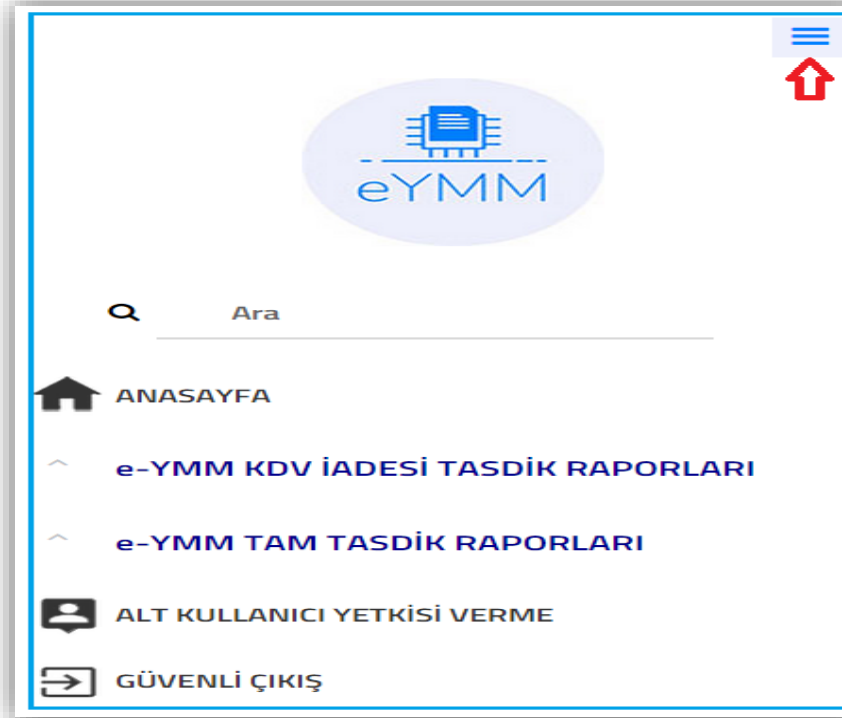 eYMM
Ara
ANASAYFA
e-YMM KDV İADESİ TASDİK RAPORLARI
e-YMM TAM TASDİK RAPORLARI
ALT KULLANICI YETKİSİ VERME
GÜVENLİ ÇIKIŞ